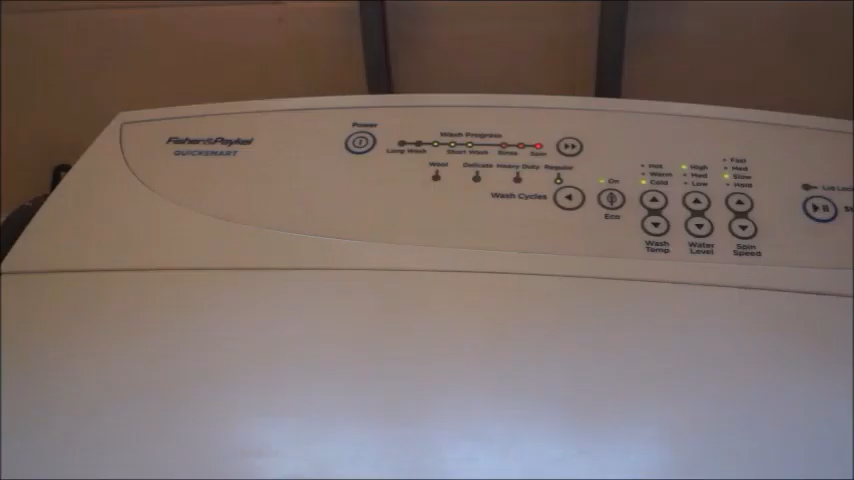 Power
Wash Progress
Fisher&Paykel
QUICKSMART
Long Wash
Short Wash
Rinse
Spin
Wool
Delicate
Heavy Duty
Regular
Wash Cycles
On
Eco
Hot
Warm
Cold
Wash
Temp
High
Med
Low
Water
Level
Fast
Med
Slow
Hold
Spin
Speed
Lid